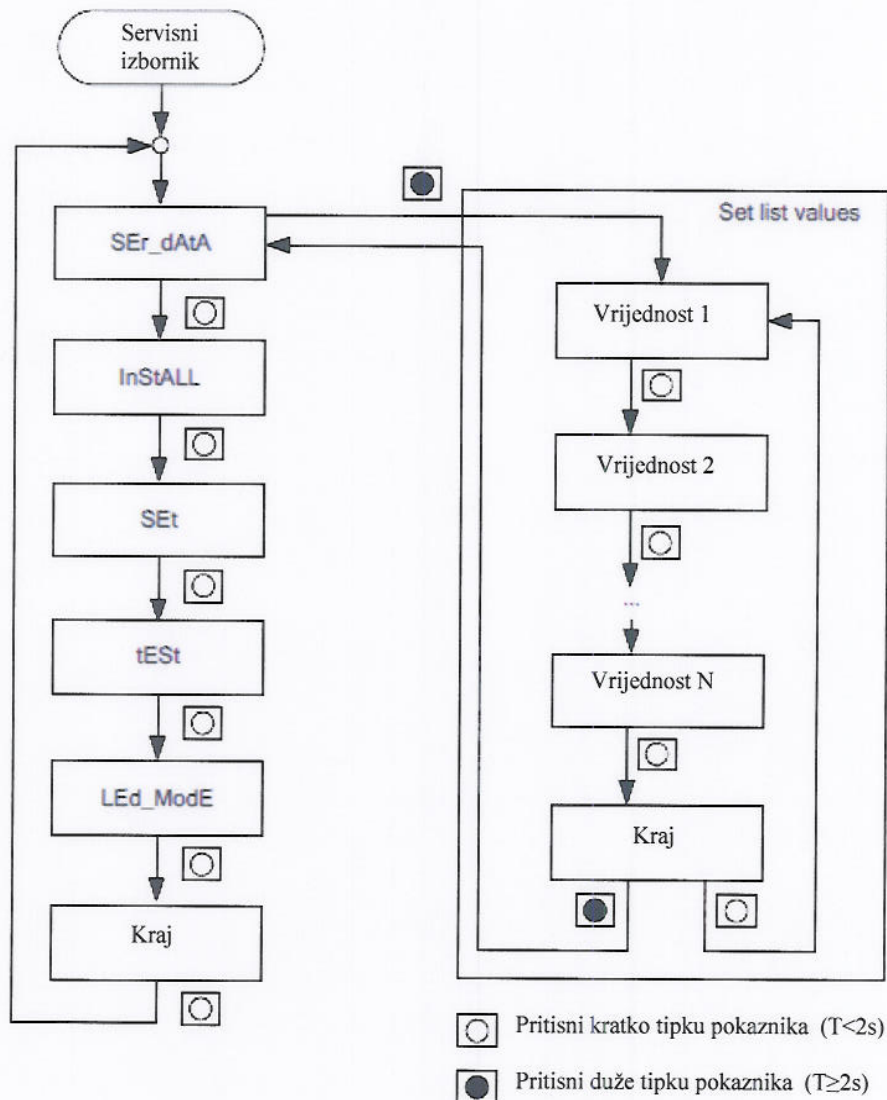 Servisni
izbornik
SEr_dAtA
InStALL
SEt
tESt
LEd_ModE
Kraj
Set list values
Vrijednost 1
Vrijednost 2
...
Vrijednost N
Kraj
Pritisni kratko tipku pokaznika (T<2s)
Pritisni duže tipku pokaznika (T≥2s)